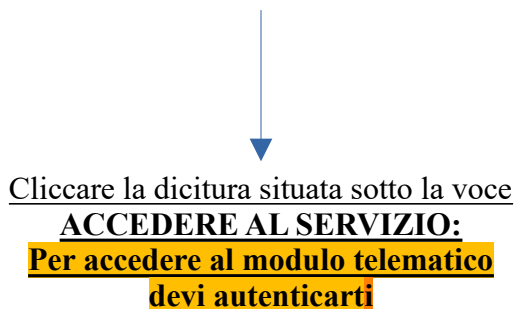 Cliccare la dicitura situata sotto la voce
ACCEDERE AL SERVIZIO:
Per accedere al modulo telematico
devi autenticarti